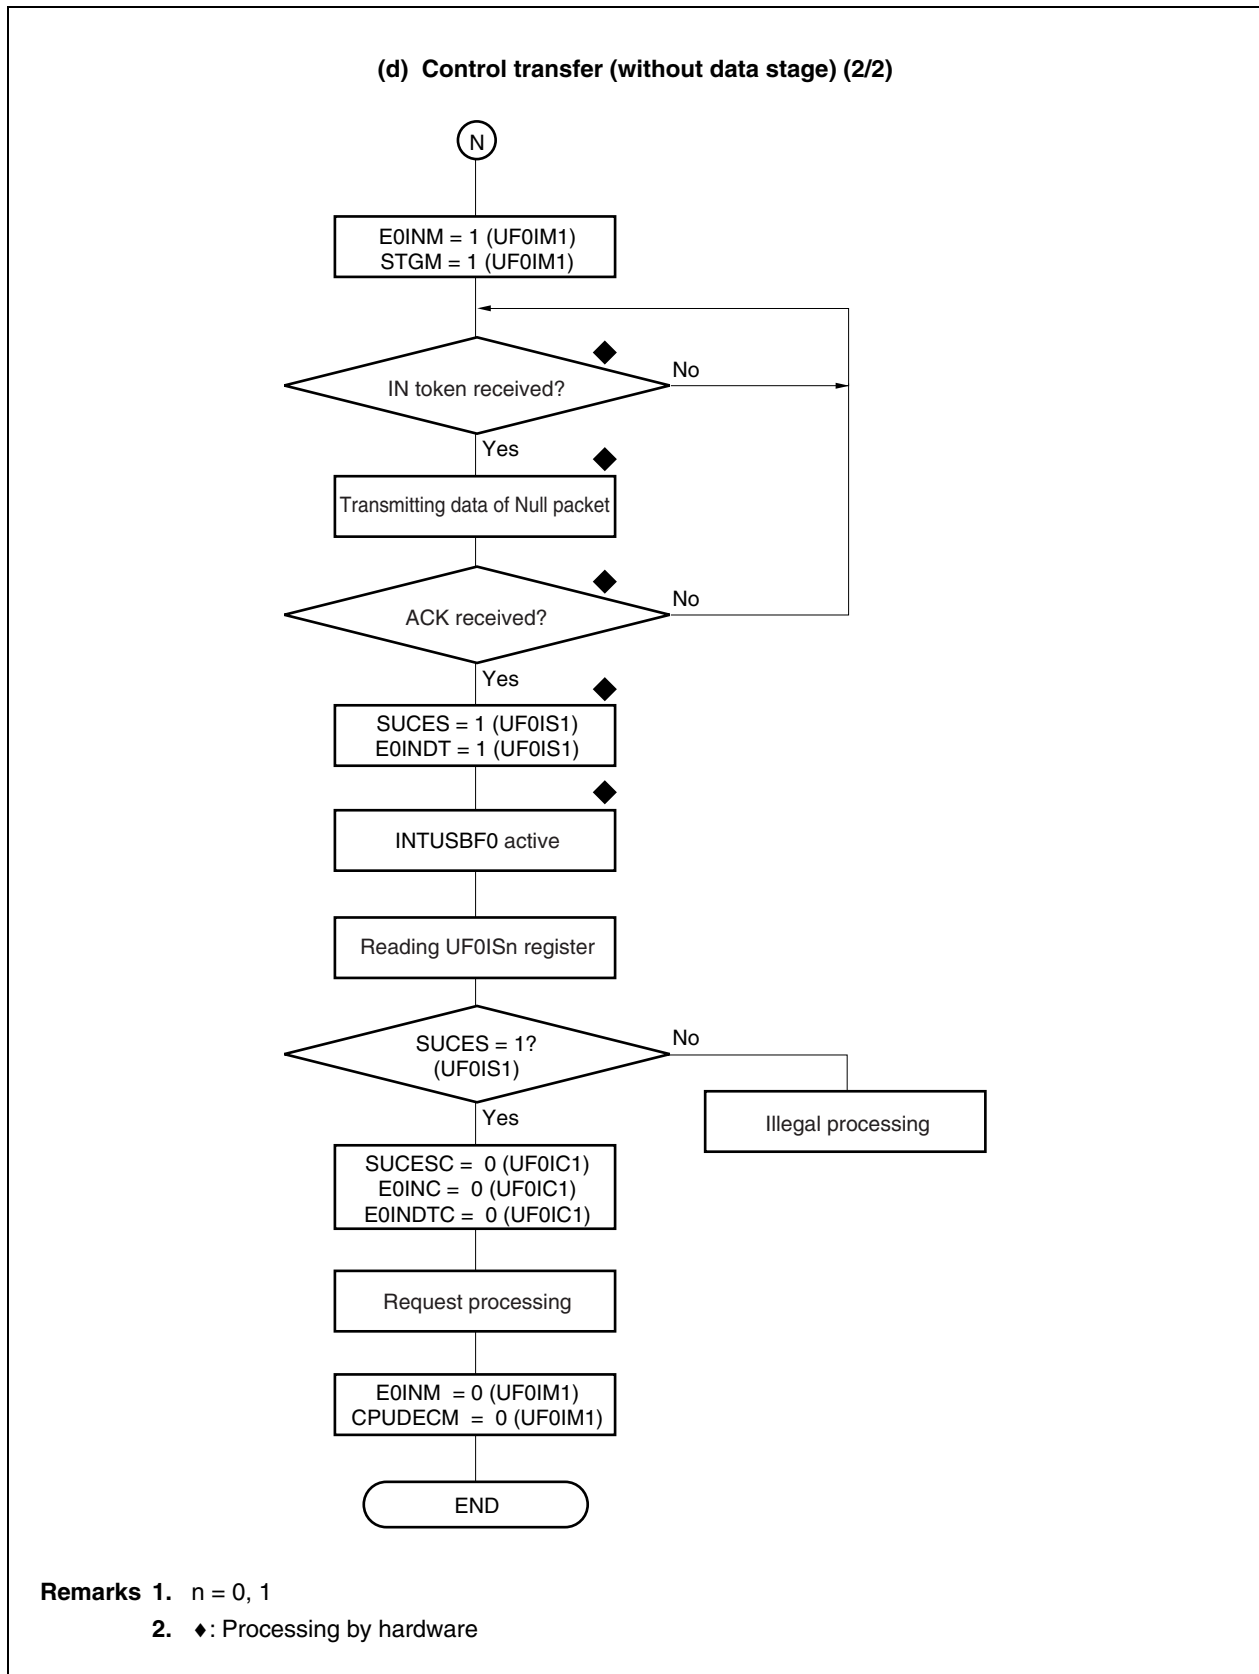 (d) Control transfer (without data stage) (2/2)
N
E0INM = 1 (UF0IM1)
STGM = 1 (UF0IM1)
IN token received?
No
Yes
Transmitting data of Null packet
ACK received?
No
Yes
SUCES = 1 (UF0IS1)
E0INDT = 1 (UF0IS1)
INTUSBF0 active
Reading UF0ISn register
SUCES = 1?
(UF0IS1)
No
Illegal processing
Yes
SUCESC = 0 (UF0IC1)
E0INC = 0 (UF0IC1)
E0INDTC = 0 (UF0IC1)
Request processing
E0INM = 0 (UF0IM1)
CPUDECM = 0 (UF0IM1)
END
Remarks 1. n = 0, 1
2. ♦: Processing by hardware